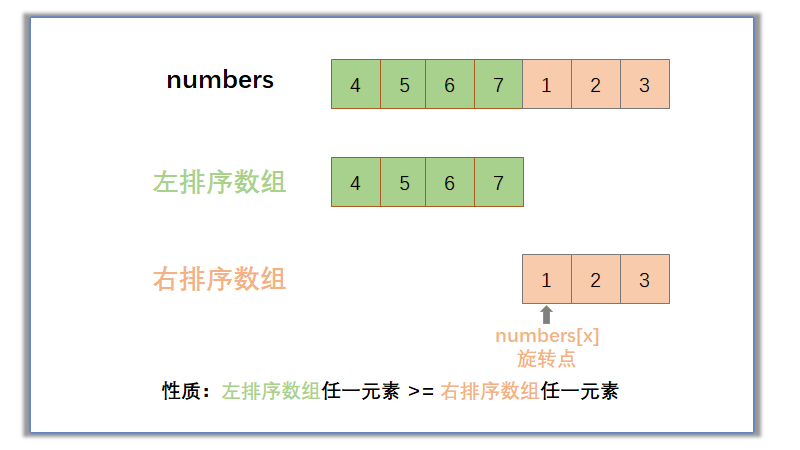 numbers 4 5 6 7 1 2 3
左排序数组 4 5 6 7
右排序数组 1 2 3
numbers[x]
旋转点
性质：左排序数组任一元素 >= 右排序数组任一元素